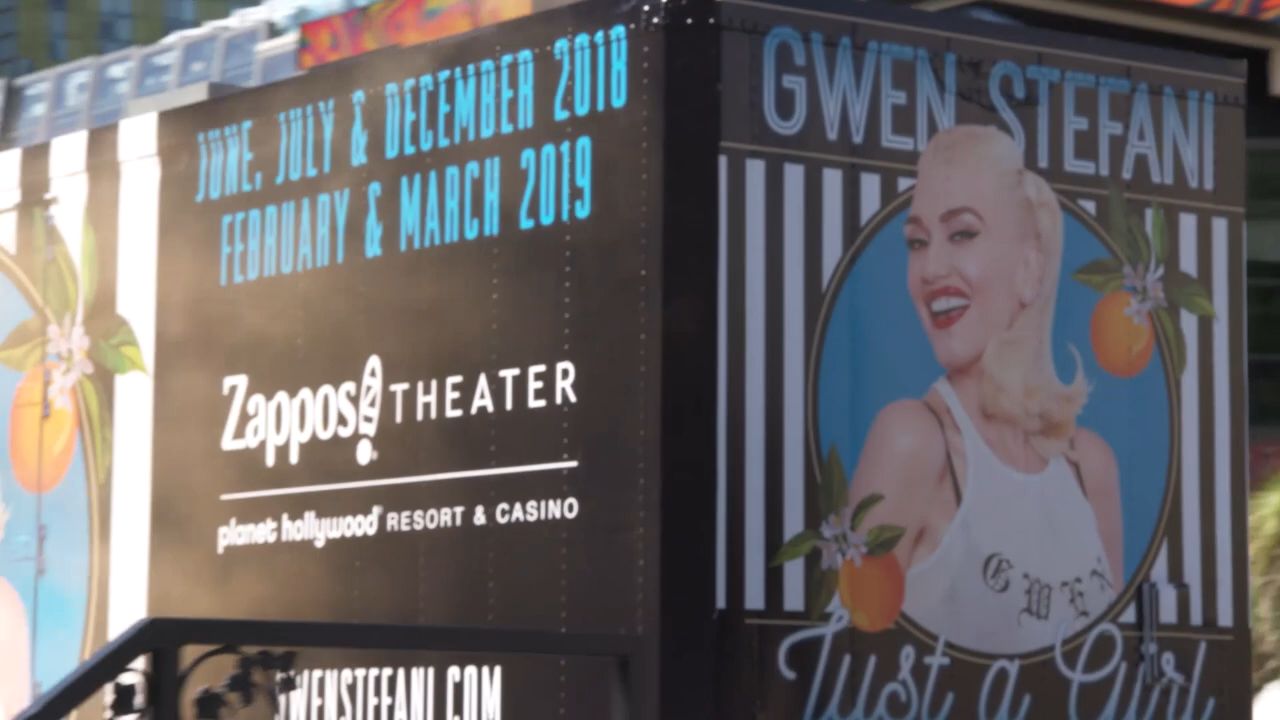 JUNE, JULY & DECEMBER 2018
FEBRUARY & MARCH 2019
Zappos! THEATER
planet hollywood® RESORT & CASINO
GWENSTEFANI.COM
GWEN STEFANI
GWEN
Just a Girl